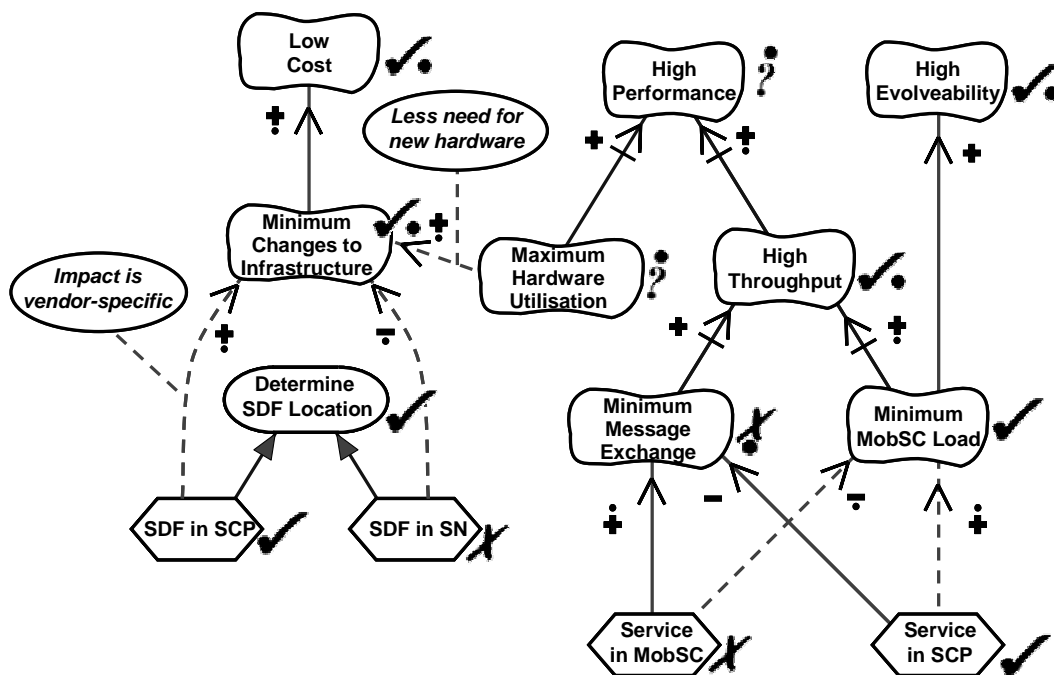 Low
Cost
High
Performance
High
Evolveability
Less need for
new hardware
Minimum
Changes to
Infrastructure
Maximum
Hardware
Utilisation
High
Throughput
Impact is
vendor-specific
Determine
SDF Location
Minimum
Message
Exchange
Minimum
MobSC Load
SDF in SCP
SDF in SN
Service
in MobSC
Service
in SCP